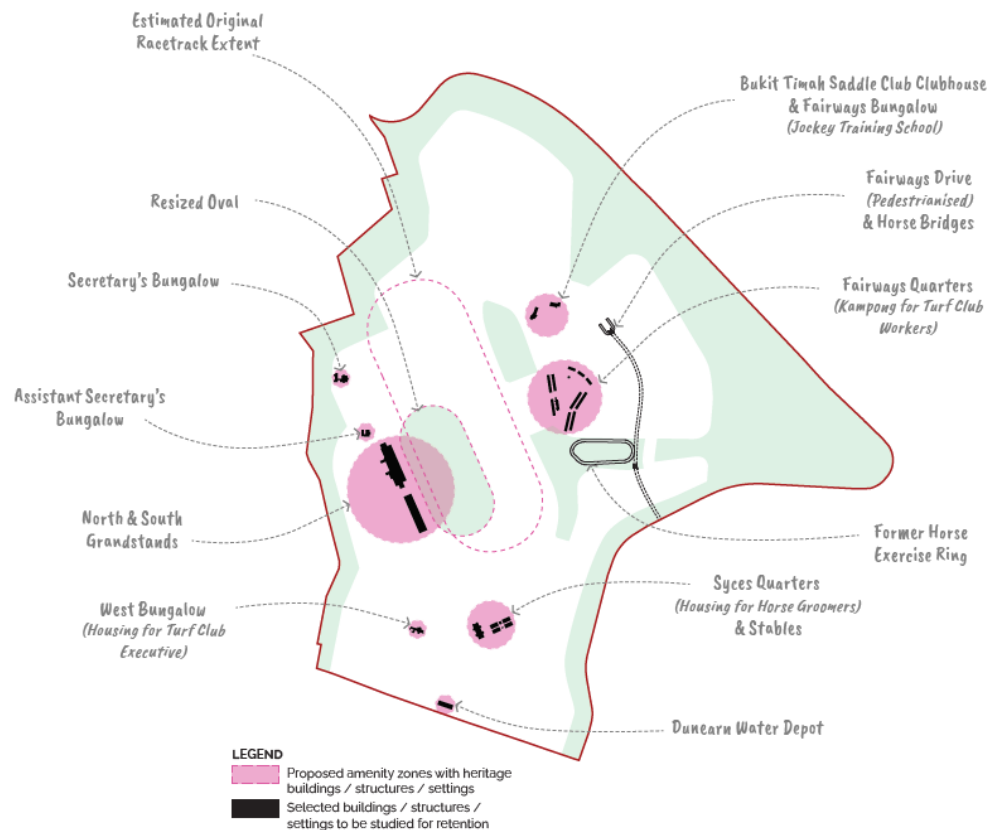 Estimated Original
Racetrack Extent
Bukit Timah Saddle Club Clubhouse
& Fairways Bungalow
(Jockey Training School)
Resized Oval
Fairways Drive
(Pedestrianised)
& Horse Bridges
Secretary's Bungalow
Fairways Quarters
(Kampong for Turf Club
Workers)
Assistant Secretary's
Bungalow
North & South
Grandstands
Former Horse
Exercise Ring
West Bungalow
(Housing for Turf Club
Executive)
Syces Quarters
(Housing for Horse Groomers)
& Stables
Dunearn Water Depot
LEGEND
Proposed amenity zones with heritage
buildings / structures / settings
Selected buildings / structures /
settings to be studied for retention